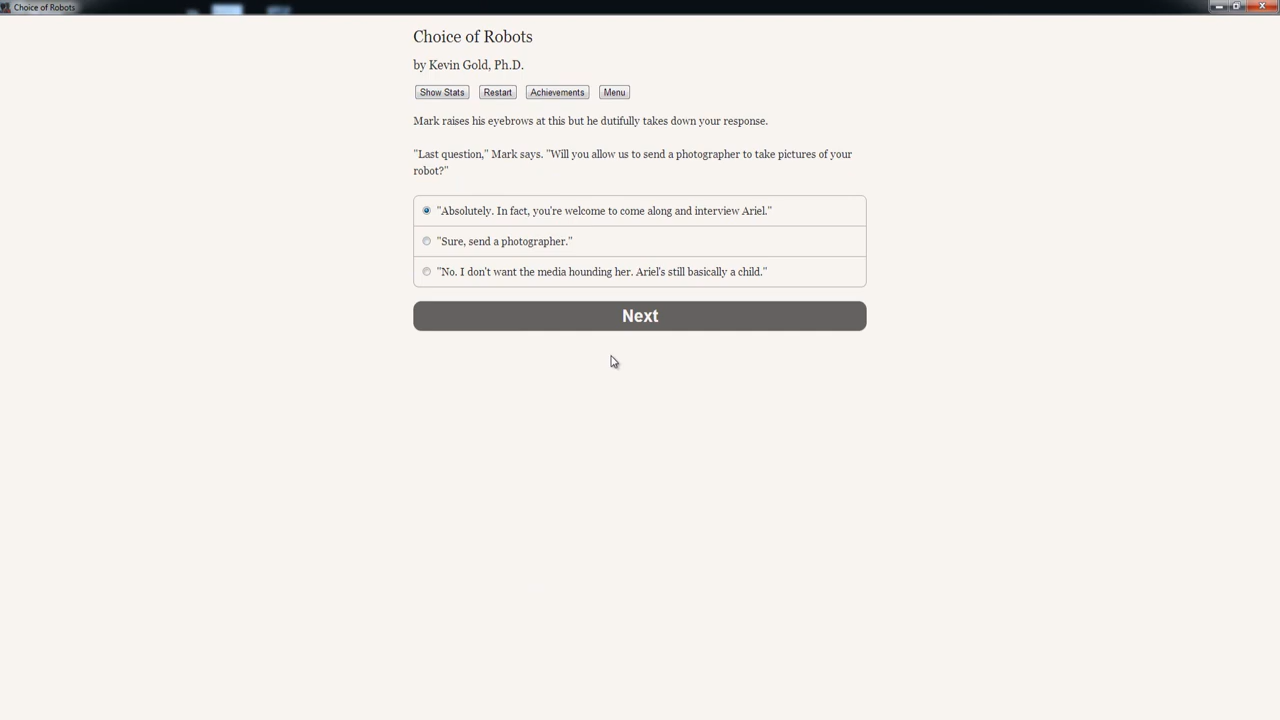 Choice of Robots
Choice of Robots
by Kevin Gold, Ph.D.
Show Stats Restart Achievements Menu
Mark raises his eyebrows at this but he dutifully takes down your response.
"Last question," Mark says. "Will you allow us to send a photographer to take pictures of your
robot?"
"Absolutely. In fact, you're welcome to come along and interview Ariel."
"Sure, send a photographer."
"No. I don't want the media hounding her. Ariel's still basically a child."
Next